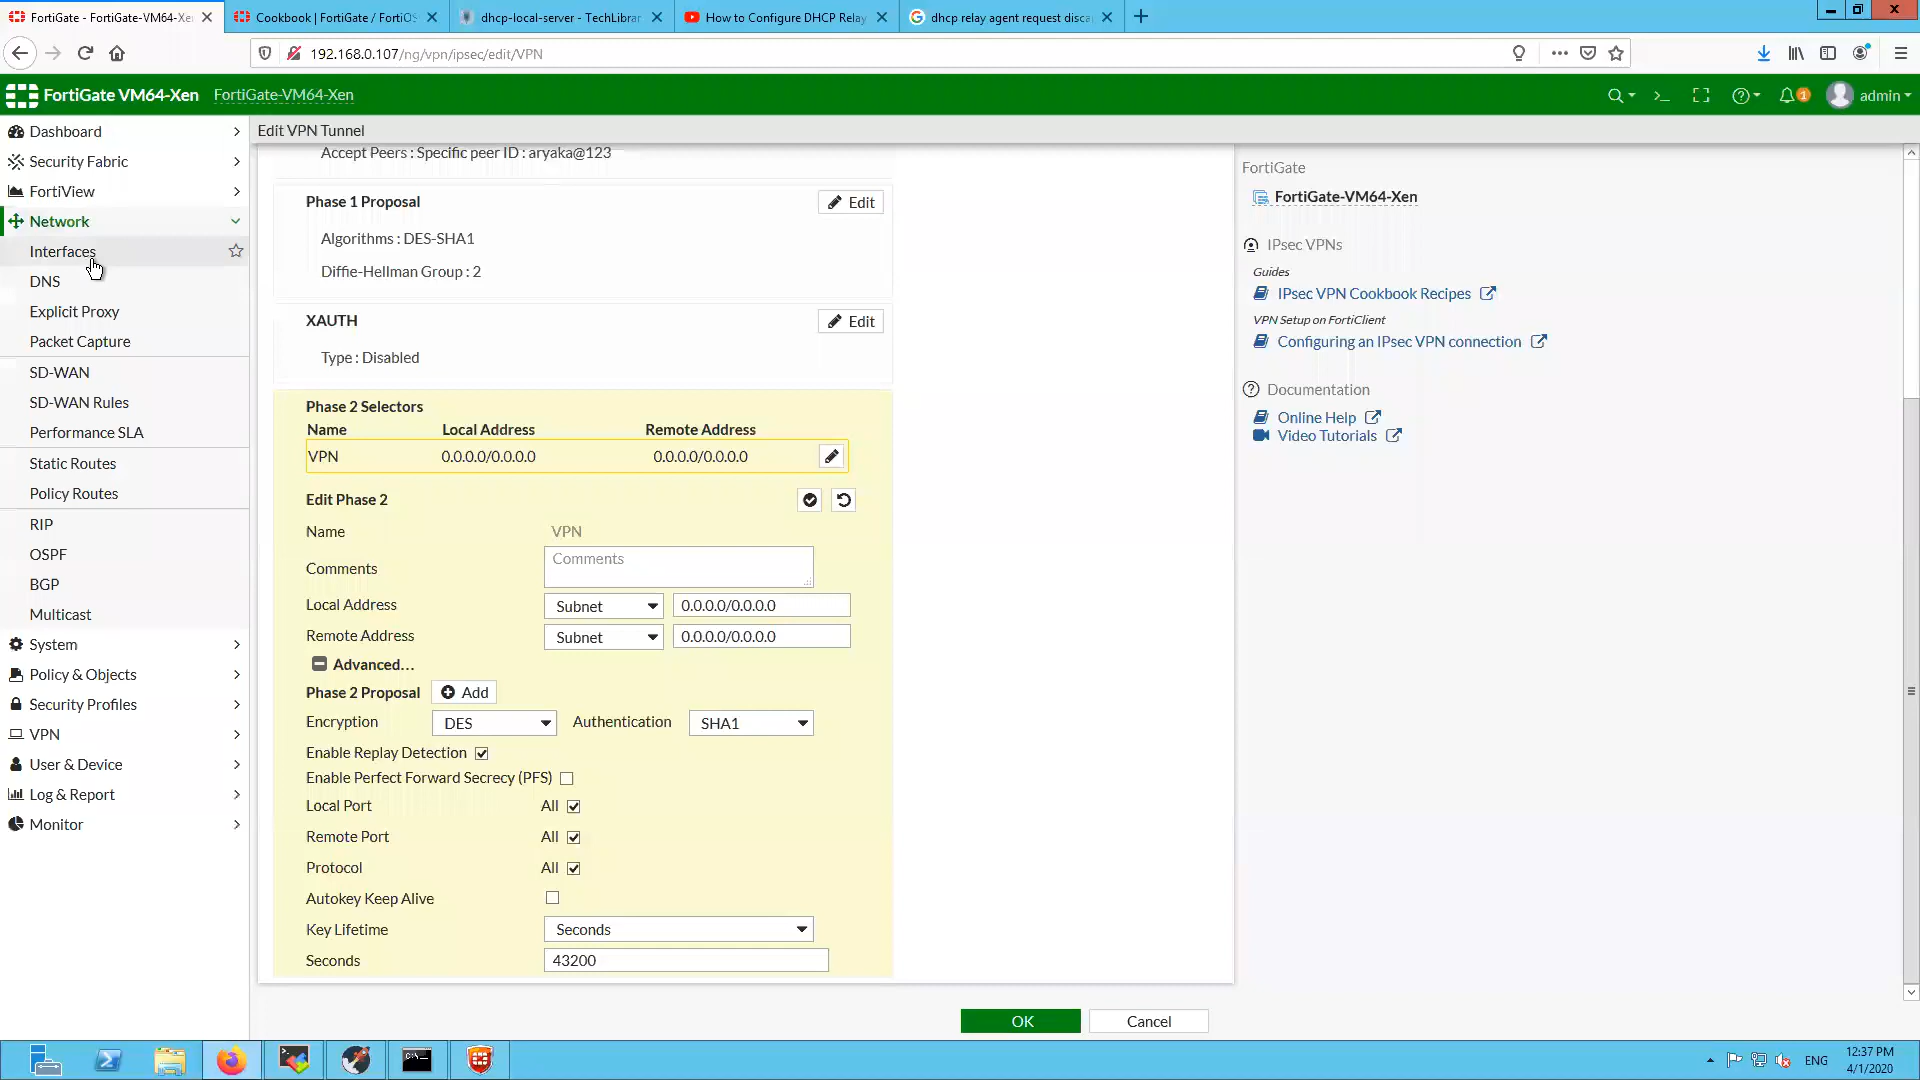 FortiGate - FortiGate-VM64-Xe
Cookbook | FortiGate / FortiOS
dhcp-local-server - TechLibrar
How to Configure DHCP Relay
dhcp relay agent request disca
192.168.0.107/ng/vpn/ipsec/edit/VPN
FortiGate VM64-Xen
FortiGate-VM64-Xen
1
admin
Dashboard
Security Fabric
FortiView
Network
Interfaces
DNS
Explicit Proxy
Packet Capture
SD-WAN
SD-WAN Rules
Performance SLA
Static Routes
Policy Routes
RIP
OSPF
BGP
Multicast
System
Policy & Objects
Security Profiles
VPN
User & Device
Log & Report
Monitor
Edit VPN Tunnel
Accept Peers : Specific peer ID : aryaka@123
Phase 1 Proposal
Edit
Algorithms : DES-SHA1
Diffie-Hellman Group : 2
XAUTH
Edit
Type : Disabled
Phase 2 Selectors
Name Local Address Remote Address
VPN 0.0.0.0/0.0.0.0 0.0.0.0/0.0.0.0
Edit Phase 2
Name VPN
Comments Comments
Local Address Subnet 0.0.0.0/0.0.0.0
Remote Address Subnet 0.0.0.0/0.0.0.0
Advanced...
Phase 2 Proposal Add
Encryption DES Authentication SHA1
Enable Replay Detection
Enable Perfect Forward Secrecy (PFS)
Local Port All
Remote Port All
Protocol All
Autokey Keep Alive
Key Lifetime Seconds
Seconds 43200
OK Cancel
FortiGate
FortiGate-VM64-Xen
IPsec VPNs
Guides
IPsec VPN Cookbook Recipes
VPN Setup on FortiClient
Configuring an IPsec VPN connection
Documentation
Online Help
Video Tutorials
ENG
12:37 PM
4/1/2020